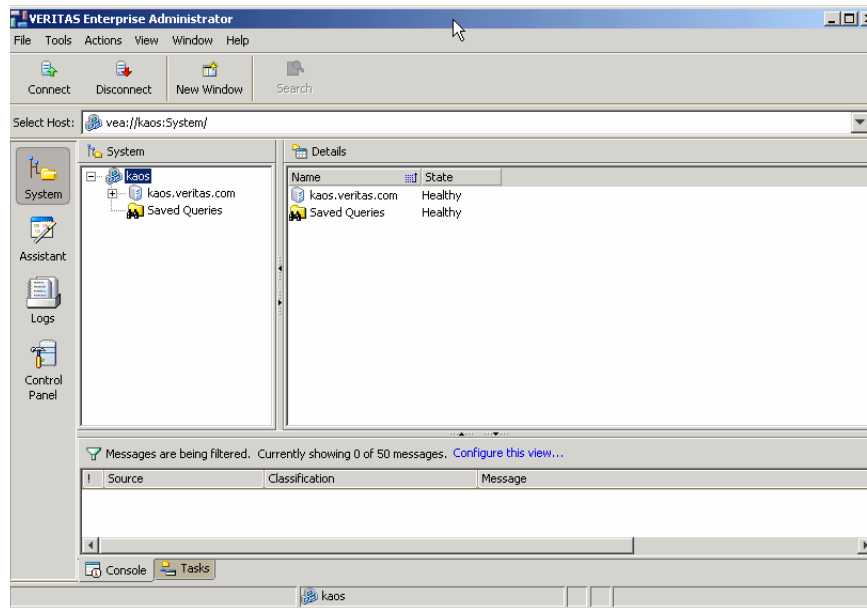 VERITAS Enterprise Administrator
File Tools Actions View Window Help
Connect Disconnect New Window Search
Select Host: vea://kaos:System/
System
Assistant
Logs
Control Panel
System
kaos
kaos.veritas.com
Saved Queries
Details
Name State
kaos.veritas.com Healthy
Saved Queries Healthy
Messages are being filtered. Currently showing 0 of 50 messages. Configure this view...
! Source Classification Message
Console Tasks
kaos